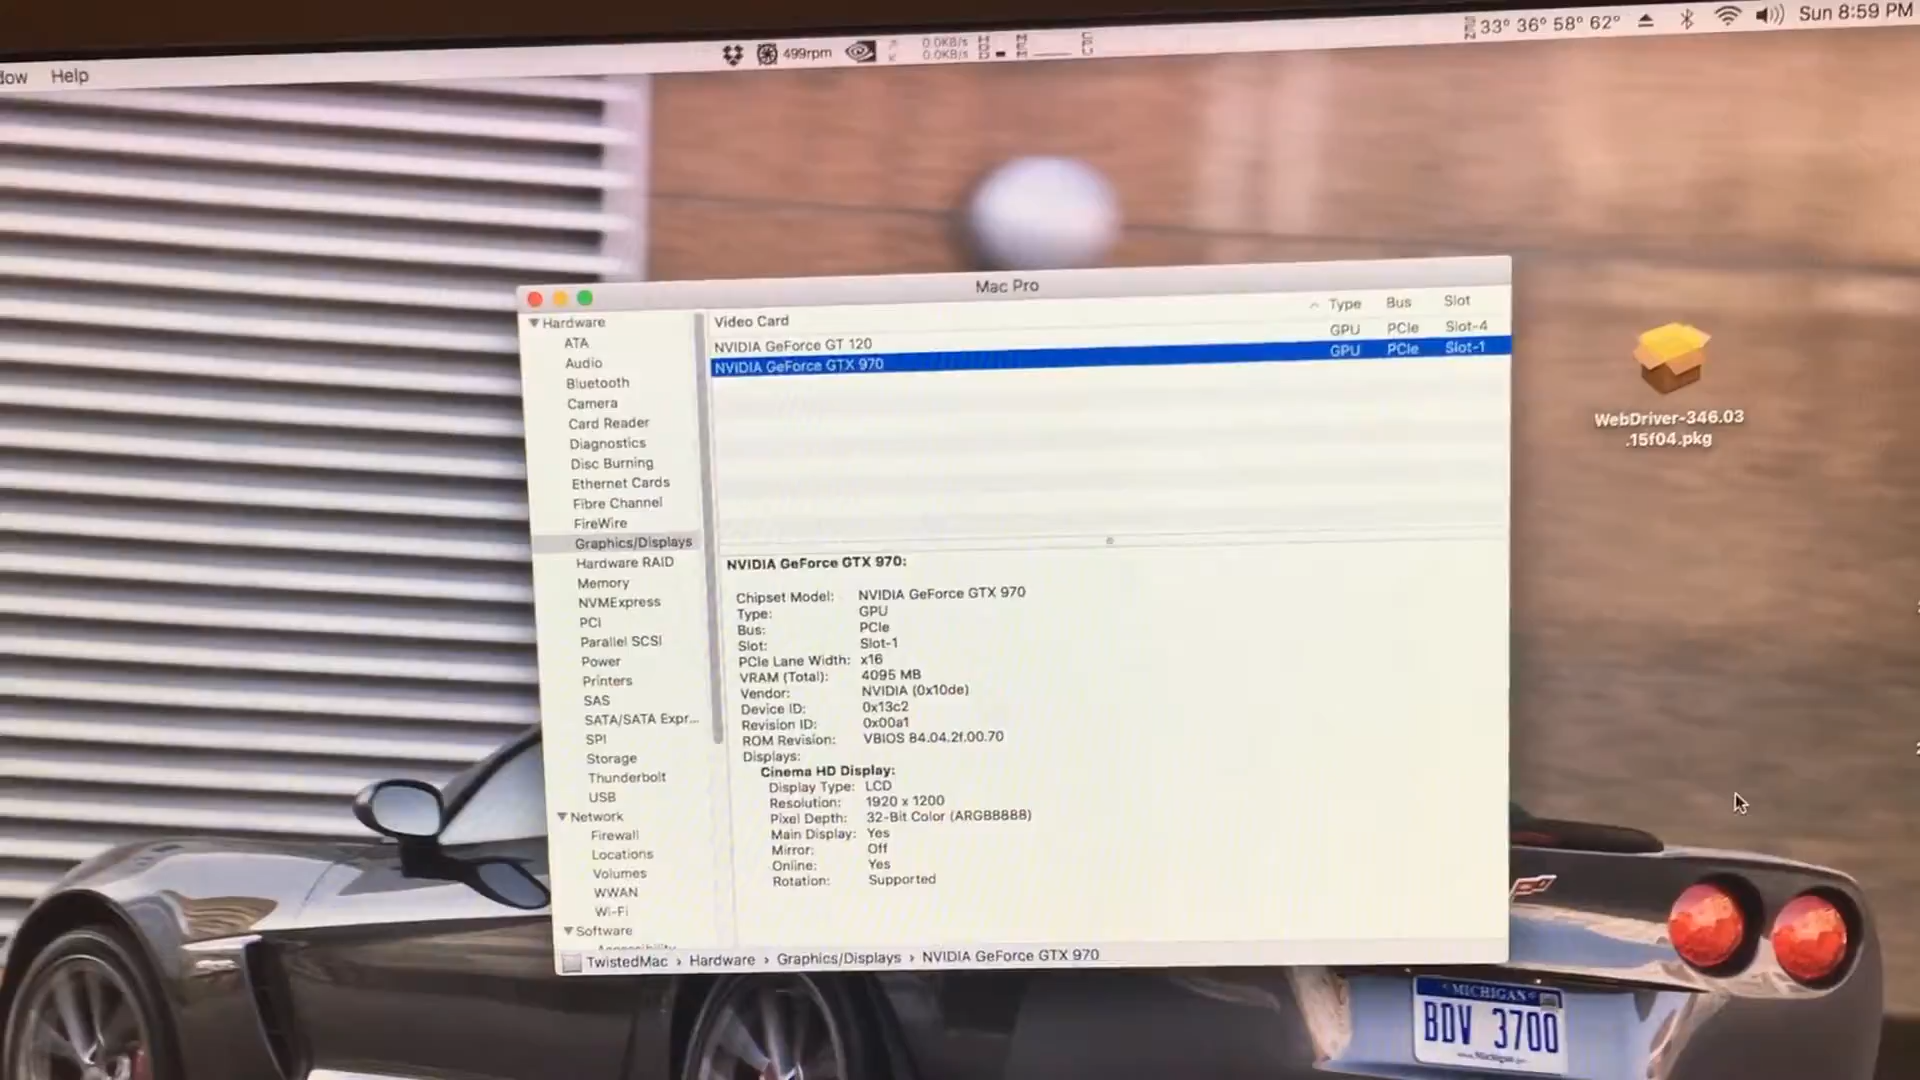 33° 36° 58° 62° Sun 8:59 PM
dow Help
499rpm
0.0KB/s
0.0KB/s
Mac Pro
Video Card Type Bus Slot
NVIDIA GeForce GT 120 GPU PCIe Slot-4
NVIDIA GeForce GTX 970 GPU PCIe Slot-1
Hardware
ATA
Audio
Bluetooth
Camera
Card Reader
Diagnostics
Disc Burning
Ethernet Cards
Fibre Channel
FireWire
Graphics/Displays
Hardware RAID
Memory
NVMExpress
PCI
Parallel SCSI
Power
Printers
SAS
SATA/SATA Expr...
SPI
Storage
Thunderbolt
USB
Network
Firewall
Locations
Volumes
WWAN
Wi-Fi
Software
Accessibility
NVIDIA GeForce GTX 970:
Chipset Model: NVIDIA GeForce GTX 970
Type: GPU
Bus: PCIe
Slot: Slot-1
PCIe Lane Width: x16
VRAM (Total): 4095 MB
Vendor: NVIDIA (0x10de)
Device ID: 0x13c2
Revision ID: 0x00a1
ROM Revision: VBIOS 84.04.2f.00.70
Displays:
Cinema HD Display:
Display Type: LCD
Resolution: 1920 x 1200
Pixel Depth: 32-Bit Color (ARGB8888)
Main Display: Yes
Mirror: Off
Online: Yes
Rotation: Supported
TwistedMac › Hardware › Graphics/Displays › NVIDIA GeForce GTX 970
WebDriver-346.03
.15f04.pkg
MICHIGAN
BDV 3700